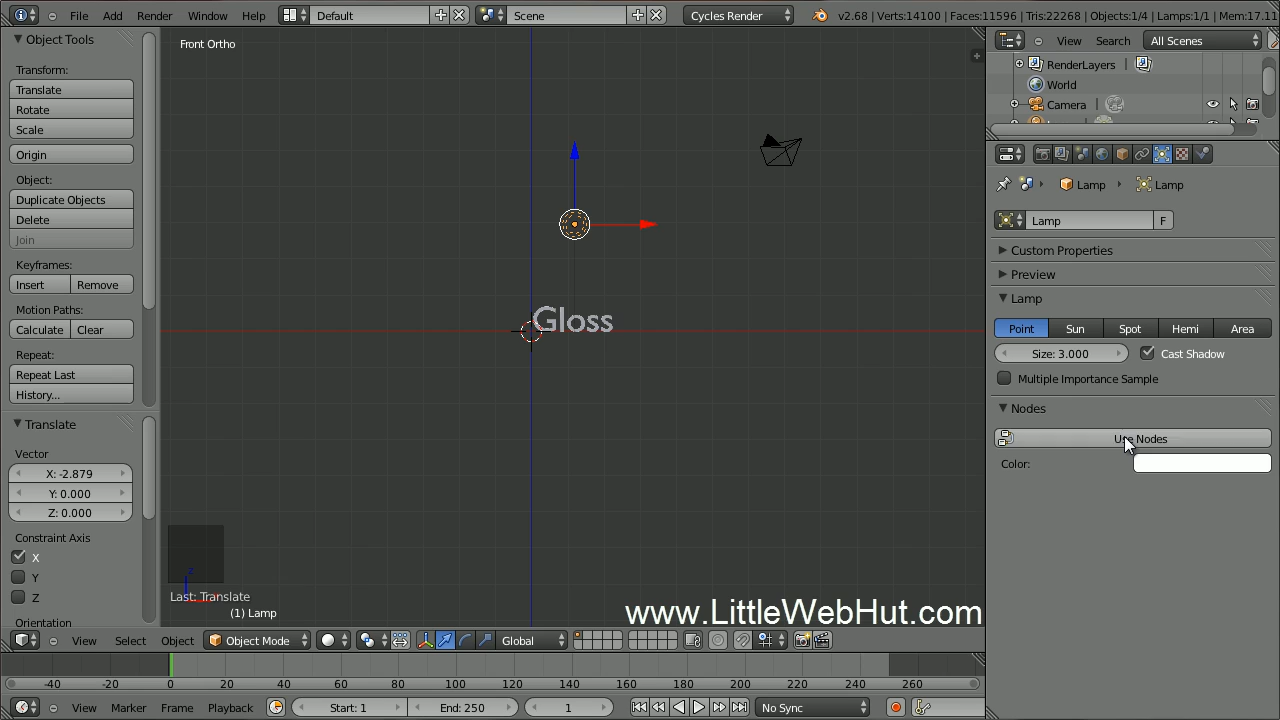 File Add Render Window Help Default Scene Cycles Render v2.68 | Verts:14100 | Faces:11596 | Tris:22268 | Objects:1/4 | Lamps:1/1 | Mem:17.11
Object Tools
Transform:
Translate
Rotate
Scale
Origin
Object:
Duplicate Objects
Delete
Join
Keyframes:
Insert Remove
Motion Paths:
Calculate Clear
Repeat:
Repeat Last
History...
Translate
Vector
X: -2.879
Y: 0.000
Z: 0.000
Constraint Axis
X
Y
Z
Orientation
Front Ortho
Gloss
z
Last: Translate
(1) Lamp
www.LittleWebHut.com
View Search All Scenes
RenderLayers |
World
Camera |
Lamp Lamp
Lamp F
Custom Properties
Preview
Lamp
Point Sun Spot Hemi Area
Size: 3.000 Cast Shadow
Multiple Importance Sample
Nodes
Use Nodes
Color:
View Select Object Object Mode Global
-40 -20 0 20 40 60 80 100 120 140 160 180 200 220 240 260
View Marker Frame Playback Start: 1 End: 250 1 No Sync